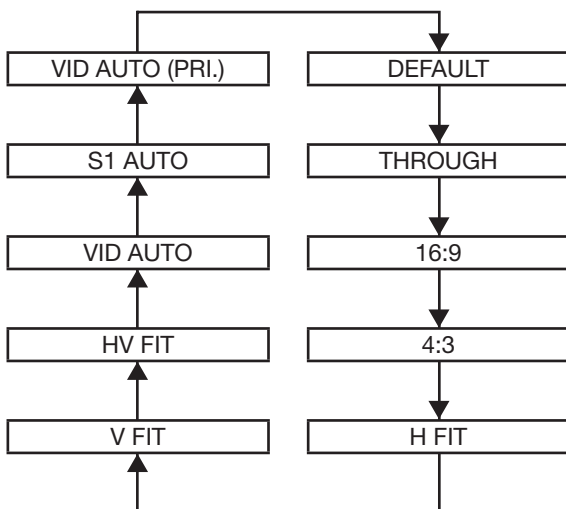 VID AUTO (PRI.)
S1 AUTO
VID AUTO
HV FIT
V FIT
DEFAULT
THROUGH
16:9
4:3
H FIT